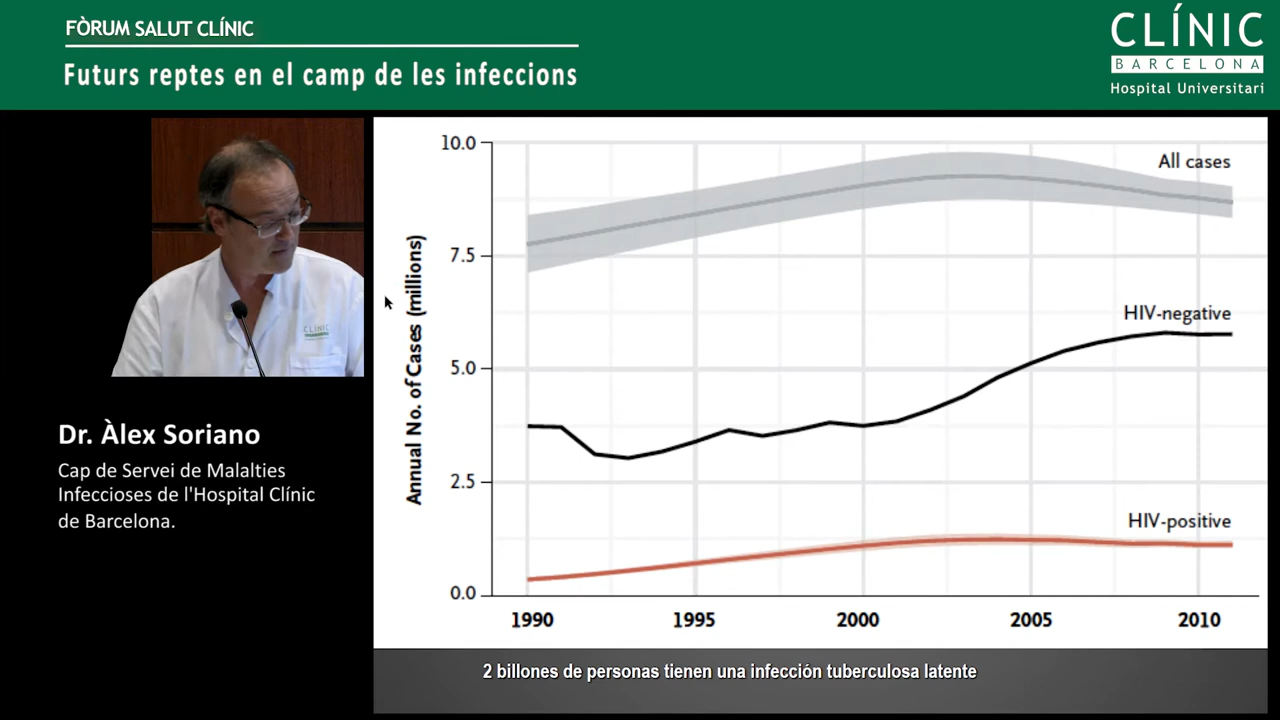 FÒRUM SALUT CLÍNIC
Futurs reptes en el camp de les infeccions
CLÍNIC
BARCELONA
Hospital Universitari
CLÍNIC
Dr. Àlex Soriano
Cap de Servei de Malalties
Infeccioses de l'Hospital Clínic
de Barcelona.
Annual No. of Cases (millions)
10.0
7.5
5.0
2.5
0.0
All cases
HIV-negative
HIV-positive
1990 1995 2000 2005 2010
2 billones de personas tienen una infección tuberculosa latente